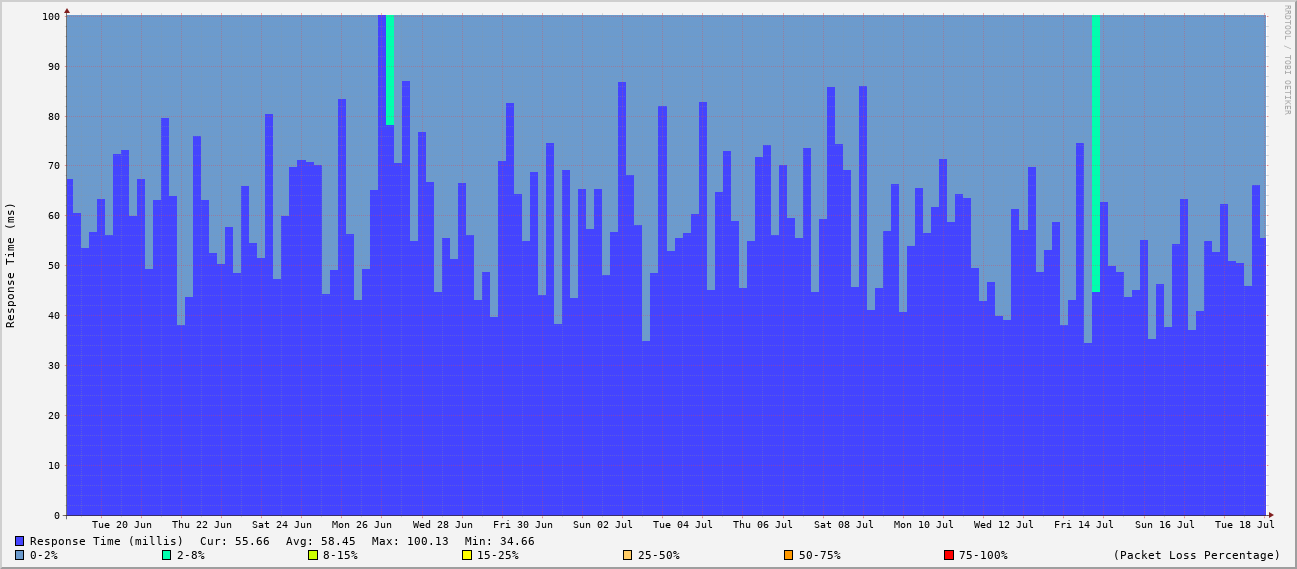 RRDTOOL / TOBI OETIKER
Response Time (ms)
100
90
80
70
60
50
40
30
20
10
0
Tue 20 Jun Thu 22 Jun Sat 24 Jun Mon 26 Jun Wed 28 Jun Fri 30 Jun Sun 02 Jul Tue 04 Jul Thu 06 Jul Sat 08 Jul Mon 10 Jul Wed 12 Jul Fri 14 Jul Sun 16 Jul Tue 18 Jul
Response Time (millis) Cur: 55.66 Avg: 58.45 Max: 100.13 Min: 34.66
0-2% 2-8% 8-15% 15-25% 25-50% 50-75% 75-100% (Packet Loss Percentage)